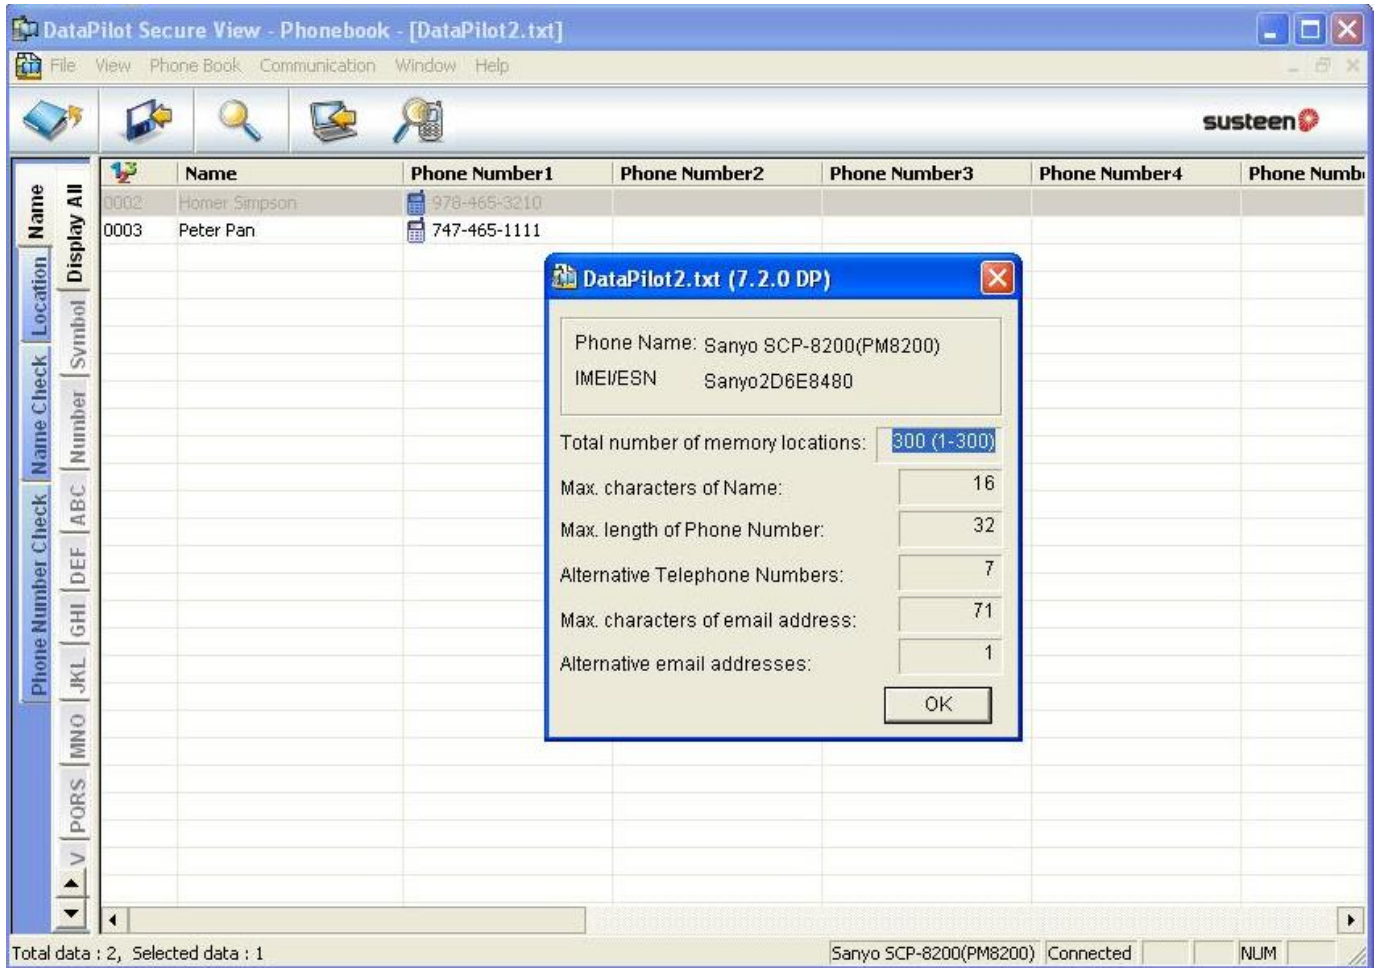 DataPilot Secure View - Phonebook - [DataPilot2.txt]
File View Phone Book Communication Window Help
susteen
Name Phone Number1 Phone Number2 Phone Number3 Phone Number4 Phone Numb
0002 Homer Simpson 978-465-3210
0003 Peter Pan 747-465-1111
Name
Location
Name Check
Phone Number Check
Display All
Symbol
Number
ABC
DEF
GHI
JKL
MNO
PQRS
V
DataPilot2.txt (7.2.0 DP)
Phone Name: Sanyo SCP-8200(PM8200)
IMEI/ESN Sanyo2D6E8480
Total number of memory locations: 300 (1-300)
Max. characters of Name: 16
Max. length of Phone Number: 32
Alternative Telephone Numbers: 7
Max. characters of email address: 71
Alternative email addresses: 1
OK
Total data : 2, Selected data : 1
Sanyo SCP-8200(PM8200) Connected NUM